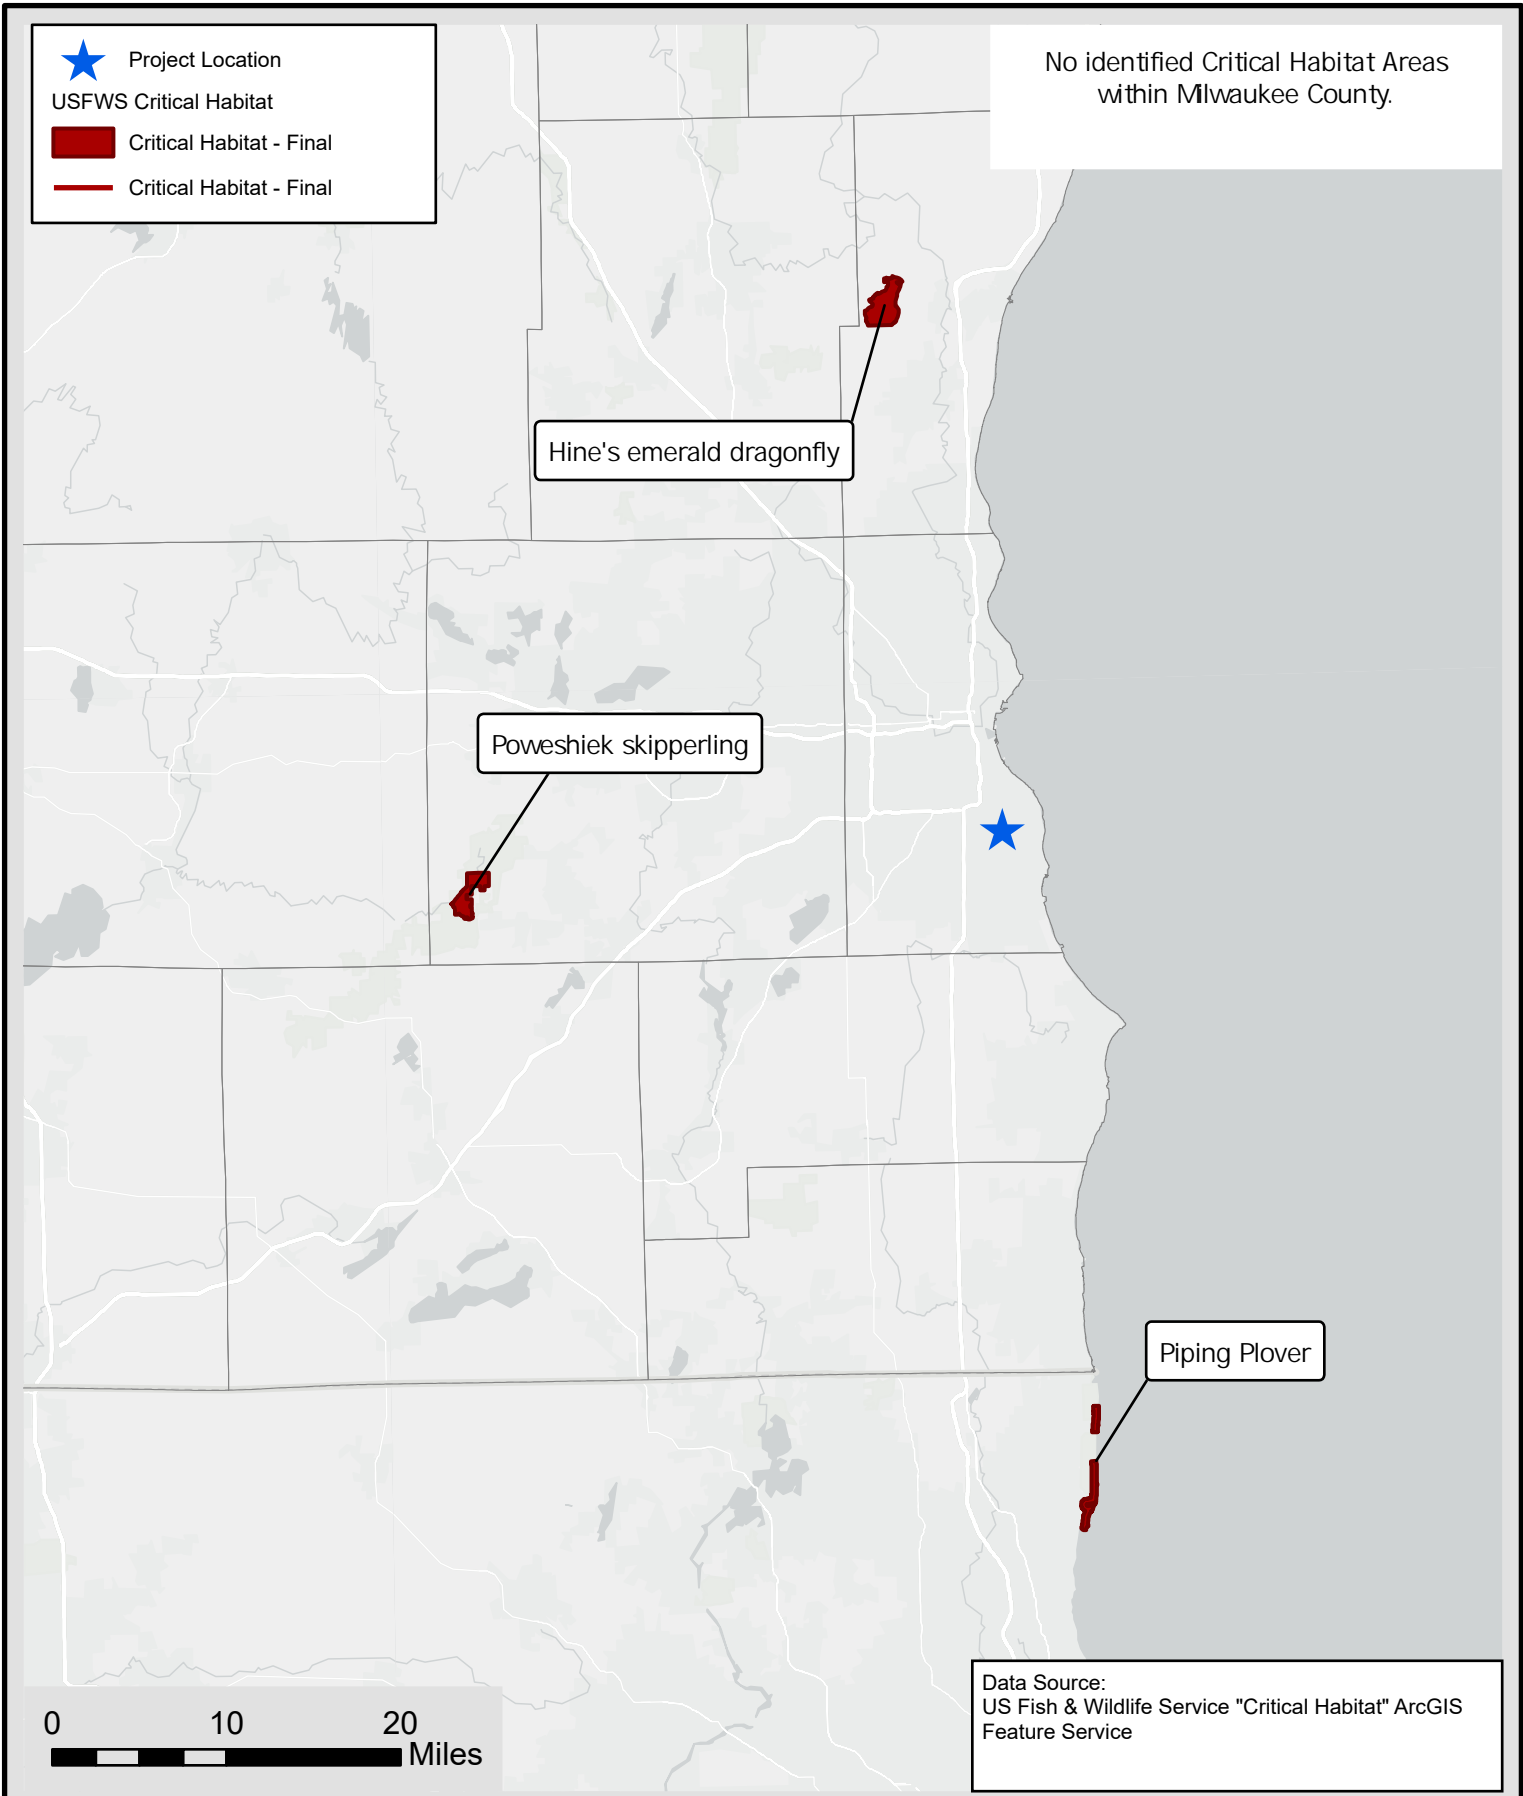 Project Location
USFWS Critical Habitat
Critical Habitat - Final
Critical Habitat - Final
No identified Critical Habitat Areas
within Milwaukee County.
Hine's emerald dragonfly
Poweshiek skipperling
Piping Plover
0 10 20
Miles
Data Source:
US Fish & Wildlife Service "Critical Habitat" ArcGIS
Feature Service